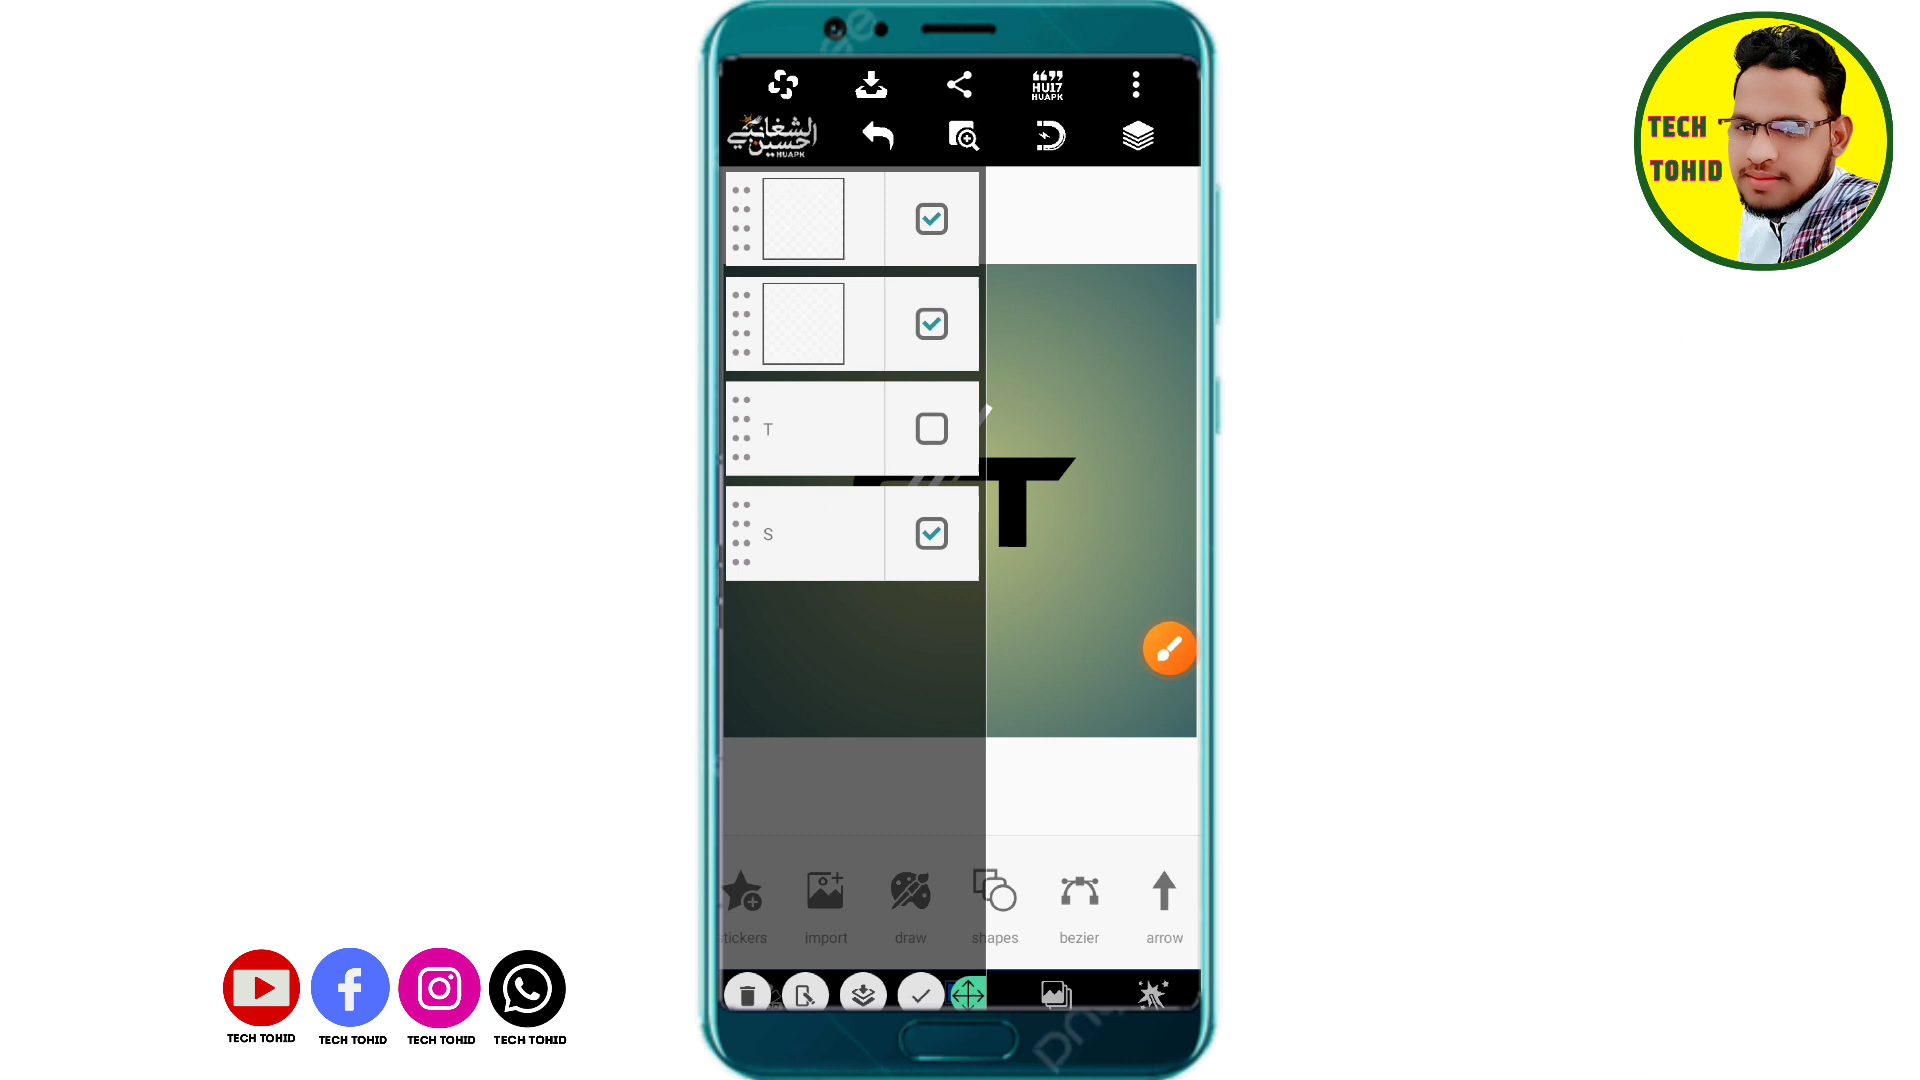 HU17
HUAPK
الشغانبي
حسين
HUAPK
TECH
TOHID
T
S
T
tickers
import
draw
shapes
bezier
arrow
TECH TOHID
TECH TOHID
TECH TOHID
TECH TOHID